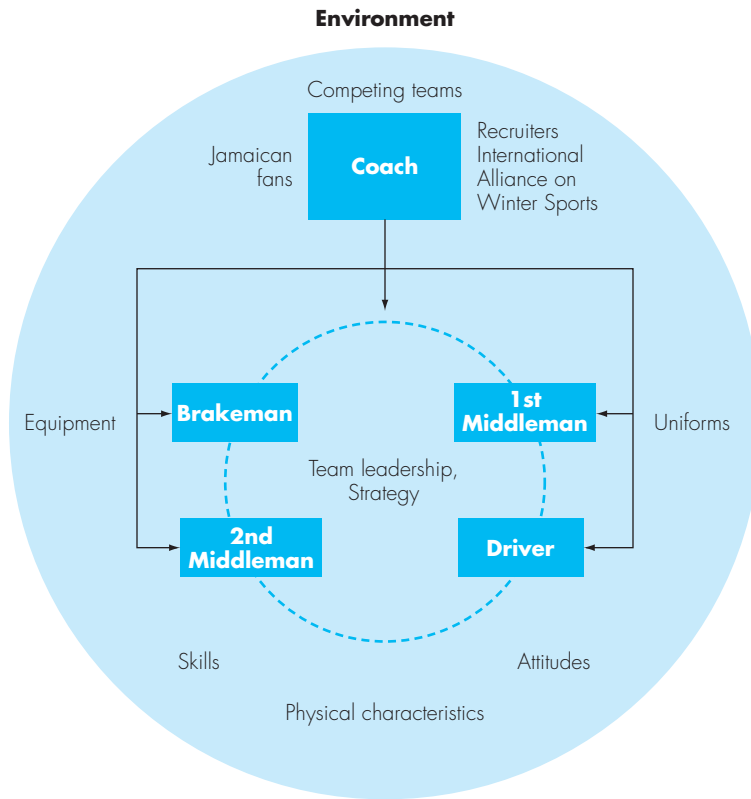 Environment
Competing teams
Jamaican
fans
Coach
Recruiters
International
Alliance on
Winter Sports
Equipment
Brakeman
1st
Middleman
Uniforms
Team leadership,
Strategy
2nd
Middleman
Driver
Skills
Attitudes
Physical characteristics